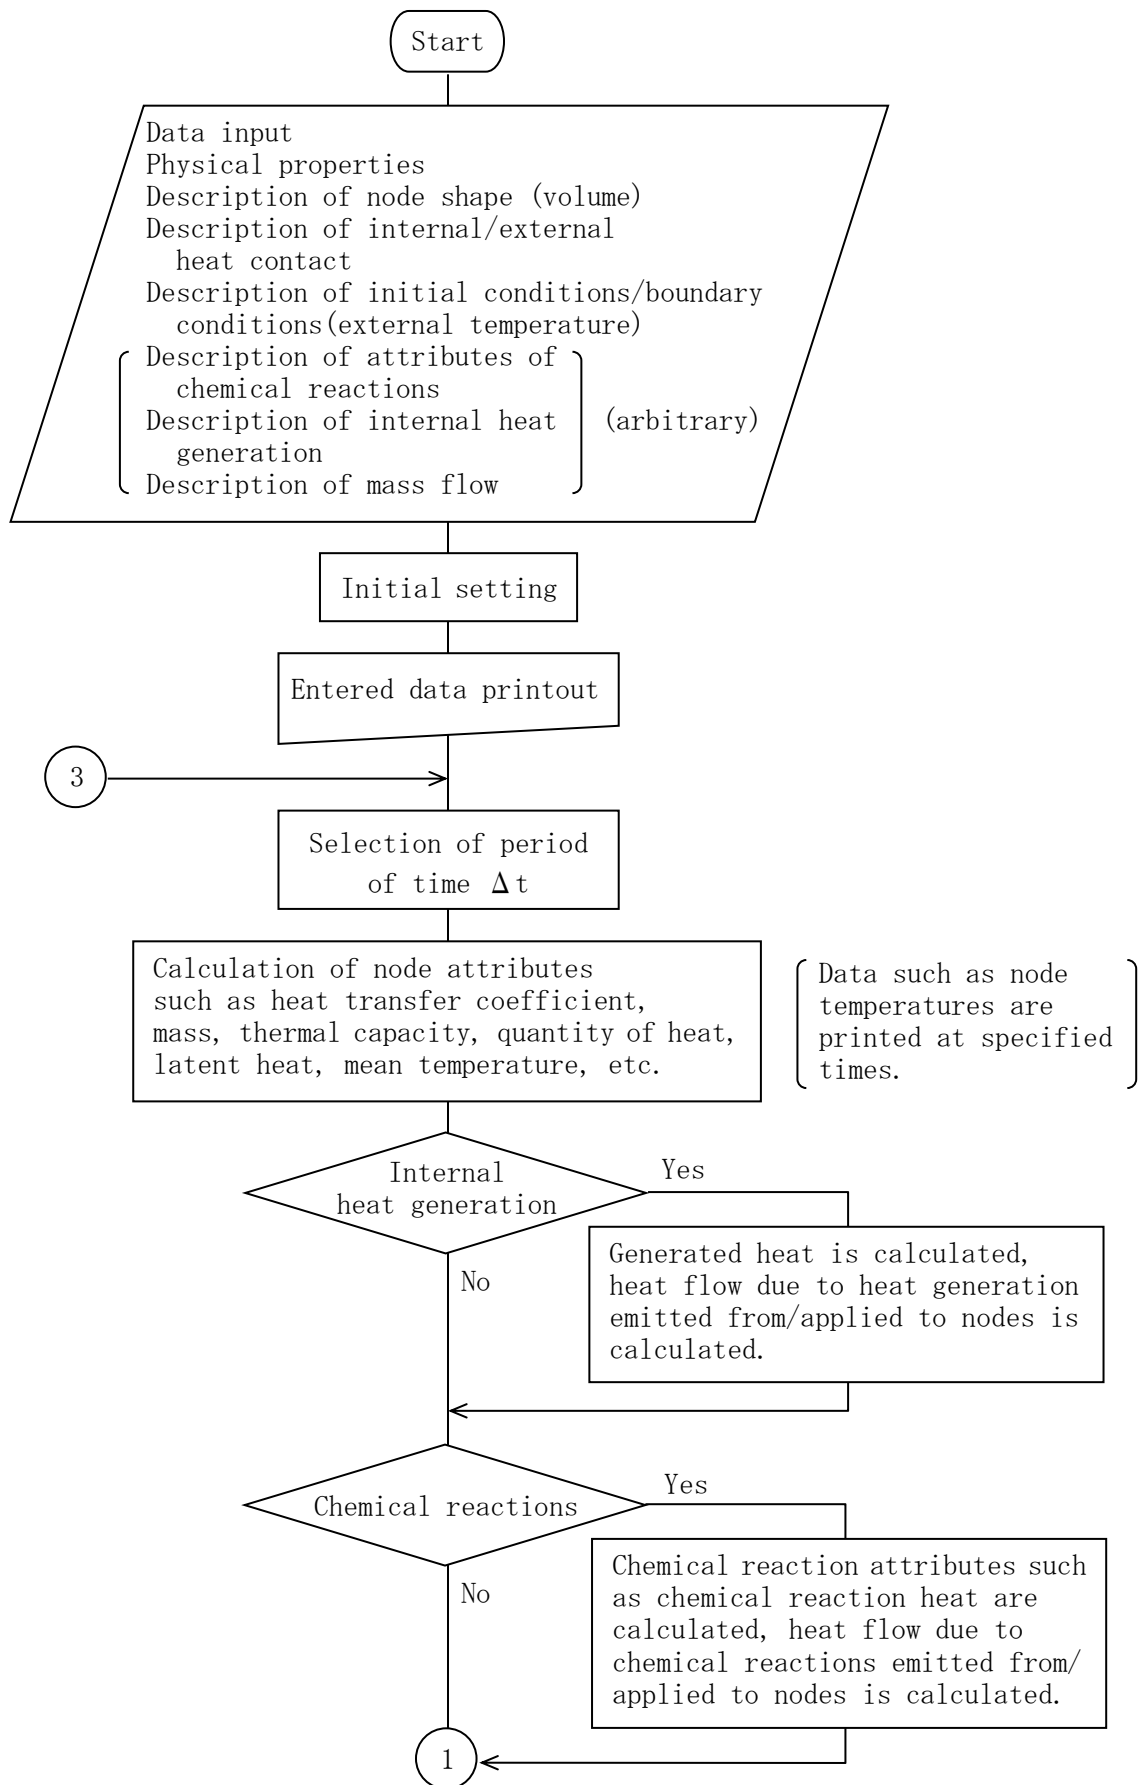 Start
Data input
Physical properties
Description of node shape (volume)
Description of internal/external
heat contact
Description of initial conditions/boundary
conditions(external temperature)
Description of attributes of
chemical reactions
Description of internal heat
generation
Description of mass flow
(arbitrary)
Initial setting
Entered data printout
3
Selection of period
of time Δt
Calculation of node attributes
such as heat transfer coefficient,
mass, thermal capacity, quantity of heat,
latent heat, mean temperature, etc.
Data such as node
temperatures are
printed at specified
times.
Internal
heat generation
Yes
No
Generated heat is calculated,
heat flow due to heat generation
emitted from/applied to nodes is
calculated.
Chemical reactions
Yes
No
Chemical reaction attributes such
as chemical reaction heat are
calculated, heat flow due to
chemical reactions emitted from/
applied to nodes is calculated.
1